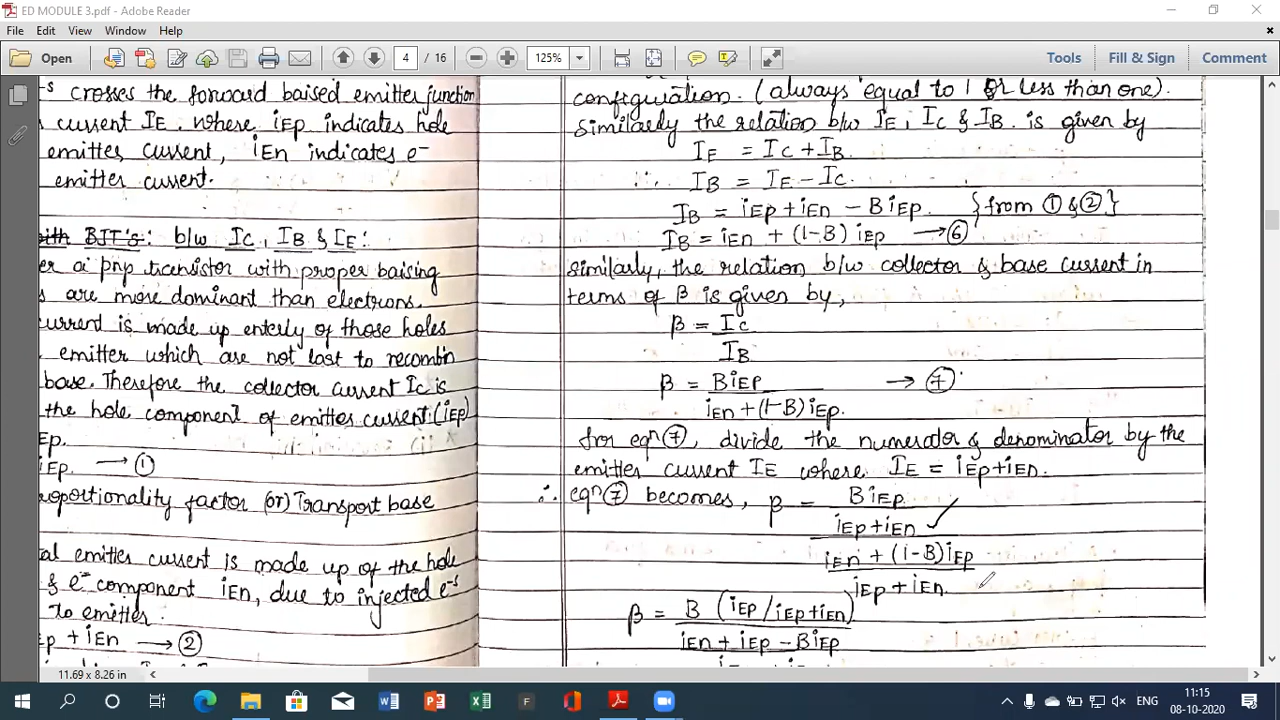 ED MODULE 3.pdf - Adobe Reader
File Edit View Window Help
Open 4 / 16 125% Tools Fill & Sign Comment
-s crosses the forward baised emitter junction
current IE. where iEp indicates hole
emitter current, iEn indicates e-
emitter current.
BJT's: b/w IC, IB & IE:
er a pnp transistor with proper baising
s are more dominant than electrons.
current is made up enterly of those holes
emitter which are not lost to recombin
base. Therefore the collector current Ic is
the hole component of emitter current (iEp)
Ep.
iEp. → ①
roportionality factor (or) Transport base
al emitter current is made up of the hole
& e- component iEn, due to injected e-s
to emitter.
Ep + iEn → ②
configuration. (always equal to 1 or less than one).
Similarly the relation b/w IE, IC & IB. is given by
IE = IC + IB.
∴ IB = IE - IC.
IB = iEp + iEn - B iEp. {from ① & ②}
IB = iEn + (1-B) iEp → ⑥
similarly, the relation b/w collector & base current in
terms of β is given by,
β = Ic
IB
β = B iEp → ⑦
iEn + (1-B) iEp.
for eqn ⑦, divide the numerator & denominator by the
emitter current IE where IE = iEp + iEn.
∴ eqn ⑦ becomes, β = B iEp
iEp + iEn ✓
iEn + (1-B) iEp
iEp + iEn.
β = B (iEp / iEp + iEn)
iEn + iEp - B iEp
11.69 x 8.26 in
ENG 11:15
08-10-2020